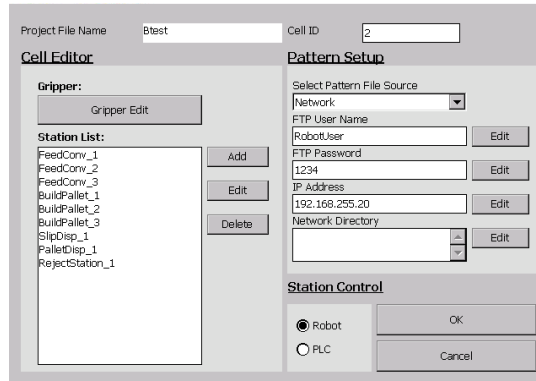 Project File Name Btest Cell ID 2
Cell Editor
Gripper:
Gripper Edit
Station List:
FeedConv_1
FeedConv_2
FeedConv_3
BuildPallet_1
BuildPallet_2
BuildPallet_3
SlipDisp_1
PalletDisp_1
RejectStation_1
Add
Edit
Delete
Pattern Setup
Select Pattern File Source
Network
FTP User Name
RobotUser Edit
FTP Password
1234 Edit
IP Address
192.168.255.20 Edit
Network Directory
Edit
Station Control
Robot
PLC
OK
Cancel